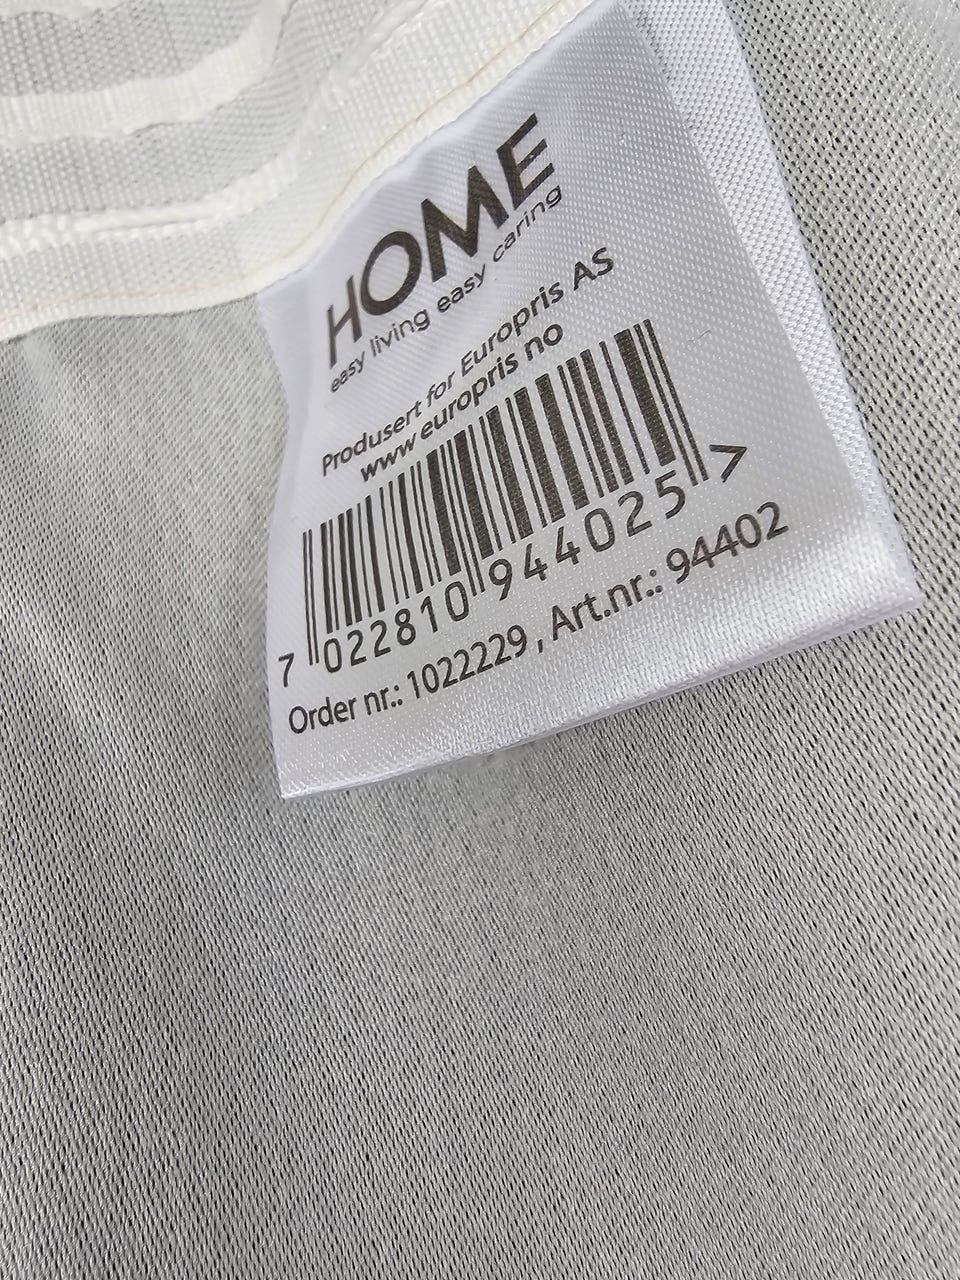 HOME
easy living easy caring
Produsert for Europris AS
www europris no
7 022810 944025 >
Order nr.: 1022229 , Art.nr.: 94402